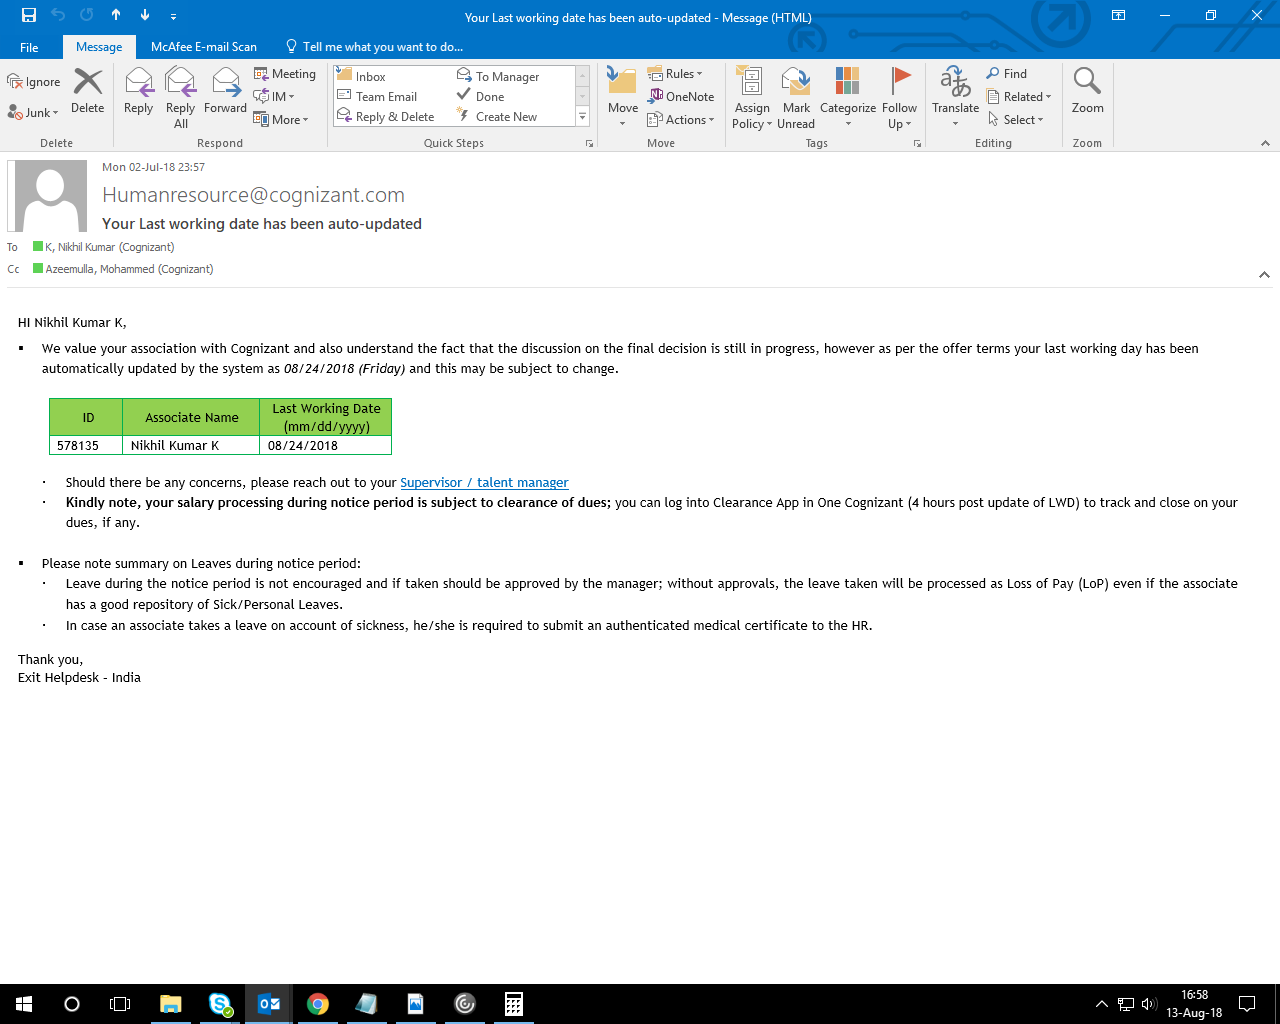 Your Last working date has been auto-updated - Message (HTML)
File Message McAfee E-mail Scan Tell me what you want to do...
Ignore
Junk
Delete
Delete
Reply
Reply All
Forward
Meeting
IM
More
Respond
Inbox
Team Email
Reply & Delete
To Manager
Done
Create New
Quick Steps
Move
Rules
OneNote
Actions
Move
Assign Policy
Mark Unread
Categorize
Follow Up
Tags
Translate
Find
Related
Select
Editing
Zoom
Zoom
Mon 02-Jul-18 23:57
Humanresource@cognizant.com
Your Last working date has been auto-updated
To K, Nikhil Kumar (Cognizant)
Cc Azeemulla, Mohammed (Cognizant)
HI Nikhil Kumar K,
▪ We value your association with Cognizant and also understand the fact that the discussion on the final decision is still in progress, however as per the offer terms your last working day has been
automatically updated by the system as 08/24/2018 (Friday) and this may be subject to change.
ID Associate Name Last Working Date (mm/dd/yyyy)
578135 Nikhil Kumar K 08/24/2018
· Should there be any concerns, please reach out to your Supervisor / talent manager
· Kindly note, your salary processing during notice period is subject to clearance of dues; you can log into Clearance App in One Cognizant (4 hours post update of LWD) to track and close on your
dues, if any.
▪ Please note summary on Leaves during notice period:
· Leave during the notice period is not encouraged and if taken should be approved by the manager; without approvals, the leave taken will be processed as Loss of Pay (LoP) even if the associate
has a good repository of Sick/Personal Leaves.
· In case an associate takes a leave on account of sickness, he/she is required to submit an authenticated medical certificate to the HR.
Thank you,
Exit Helpdesk - India
16:58
13-Aug-18